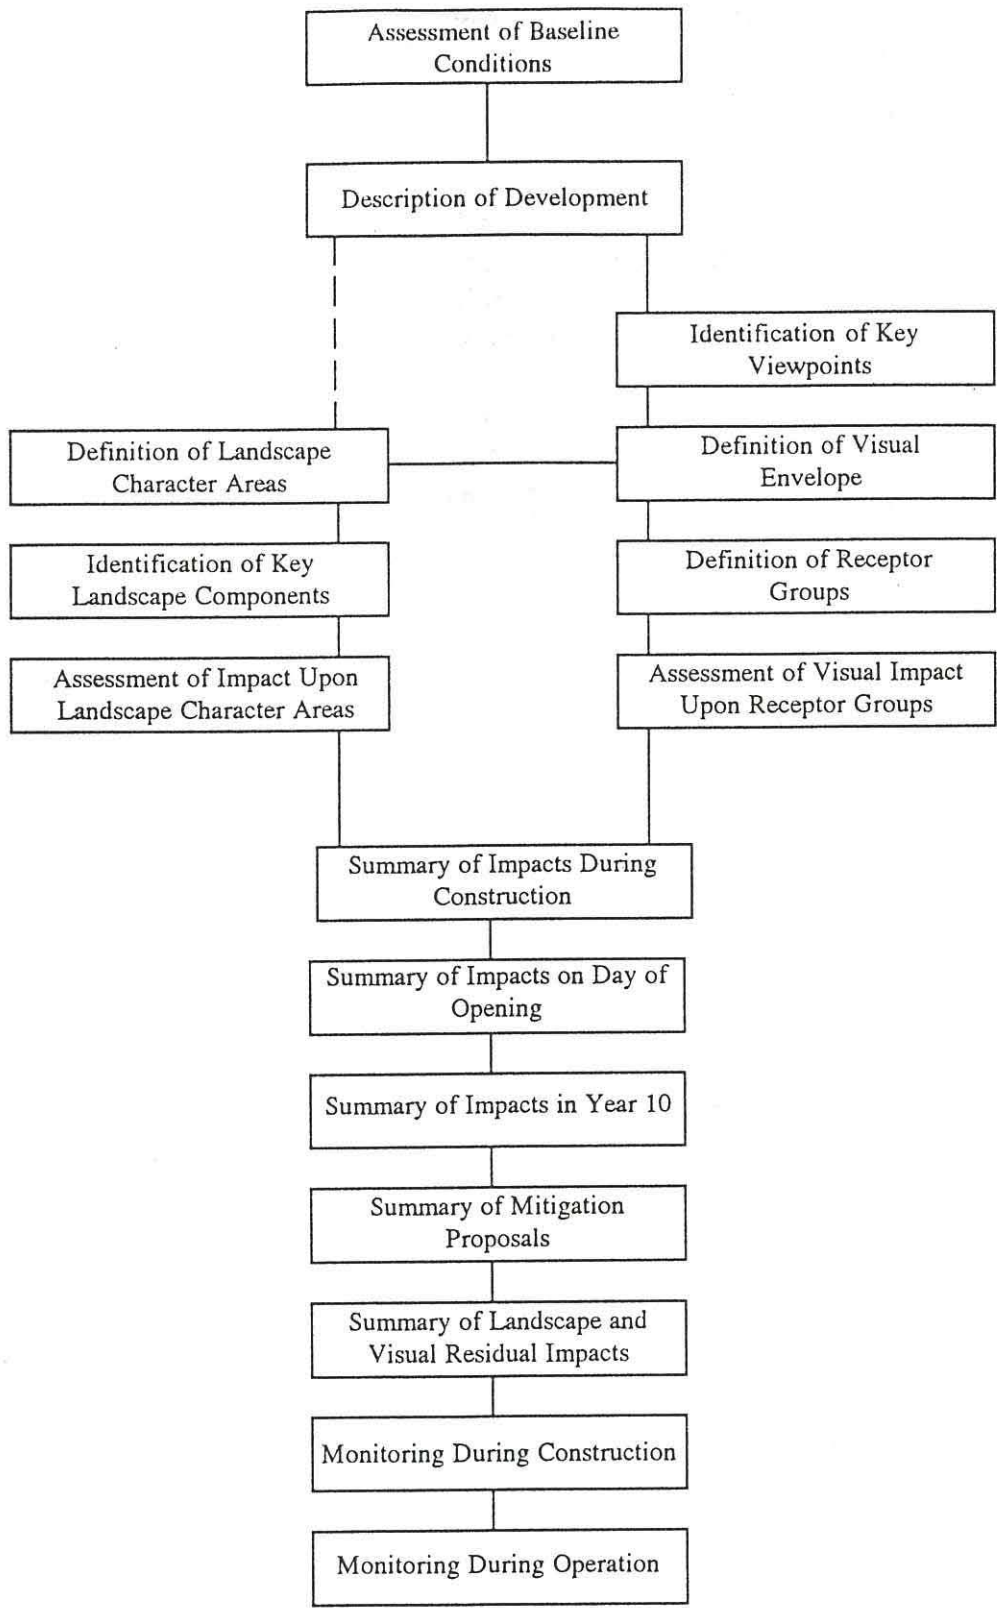 Assessment of Baseline
Conditions
Description of Development
Identification of Key
Viewpoints
Definition of Landscape
Character Areas
Definition of Visual
Envelope
Identification of Key
Landscape Components
Definition of Receptor
Groups
Assessment of Impact Upon
Landscape Character Areas
Assessment of Visual Impact
Upon Receptor Groups
Summary of Impacts During
Construction
Summary of Impacts on Day of
Opening
Summary of Impacts in Year 10
Summary of Mitigation
Proposals
Summary of Landscape and
Visual Residual Impacts
Monitoring During Construction
Monitoring During Operation